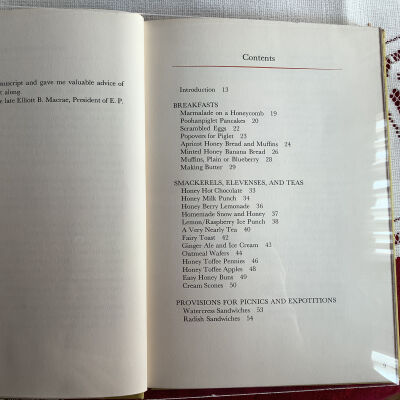 nuscript and gave me valuable advice of
t along.
e late Elliott B. Macrae, President of E. P.
Contents
Introduction 13
BREAKFASTS
Marmalade on a Honeycomb 19
Poohanpiglet Pancakes 20
Scrambled Eggs 22
Popovers for Piglet 23
Apricot Honey Bread and Muffins 24
Minted Honey Banana Bread 26
Muffins, Plain or Blueberry 28
Making Butter 29
SMACKERELS, ELEVENSES, AND TEAS
Honey Hot Chocolate 33
Honey Milk Punch 34
Honey Berry Lemonade 36
Homemade Snow and Honey 37
Lemon/Raspberry Ice Punch 38
A Very Nearly Tea 40
Fairy Toast 42
Ginger Ale and Ice Cream 43
Oatmeal Wafers 44
Honey Toffee Pennies 46
Honey Toffee Apples 48
Easy Honey Buns 49
Cream Scones 50
PROVISIONS FOR PICNICS AND EXPOTITIONS
Watercress Sandwiches 53
Radish Sandwiches 54
9